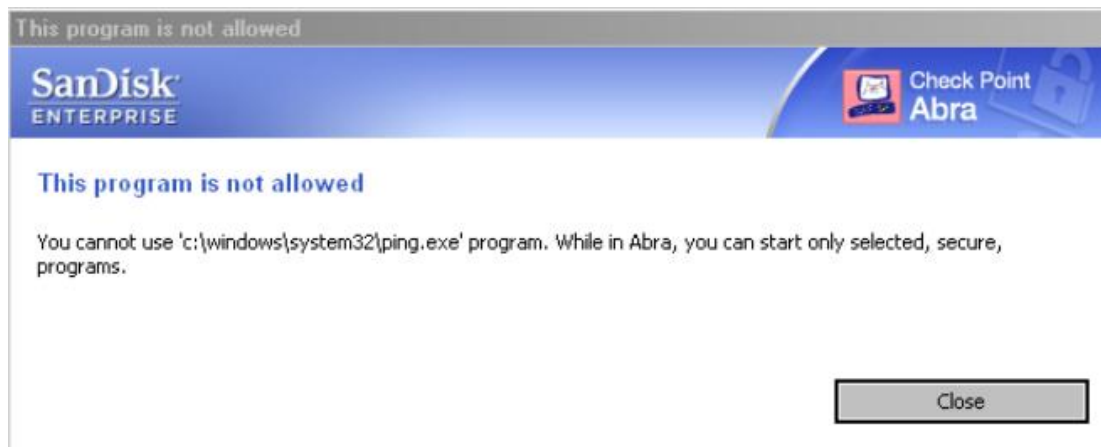 This program is not allowed
SanDisk
ENTERPRISE
Check Point
Abra
This program is not allowed
You cannot use 'c:\windows\system32\ping.exe' program. While in Abra, you can start only selected, secure,
programs.
Close